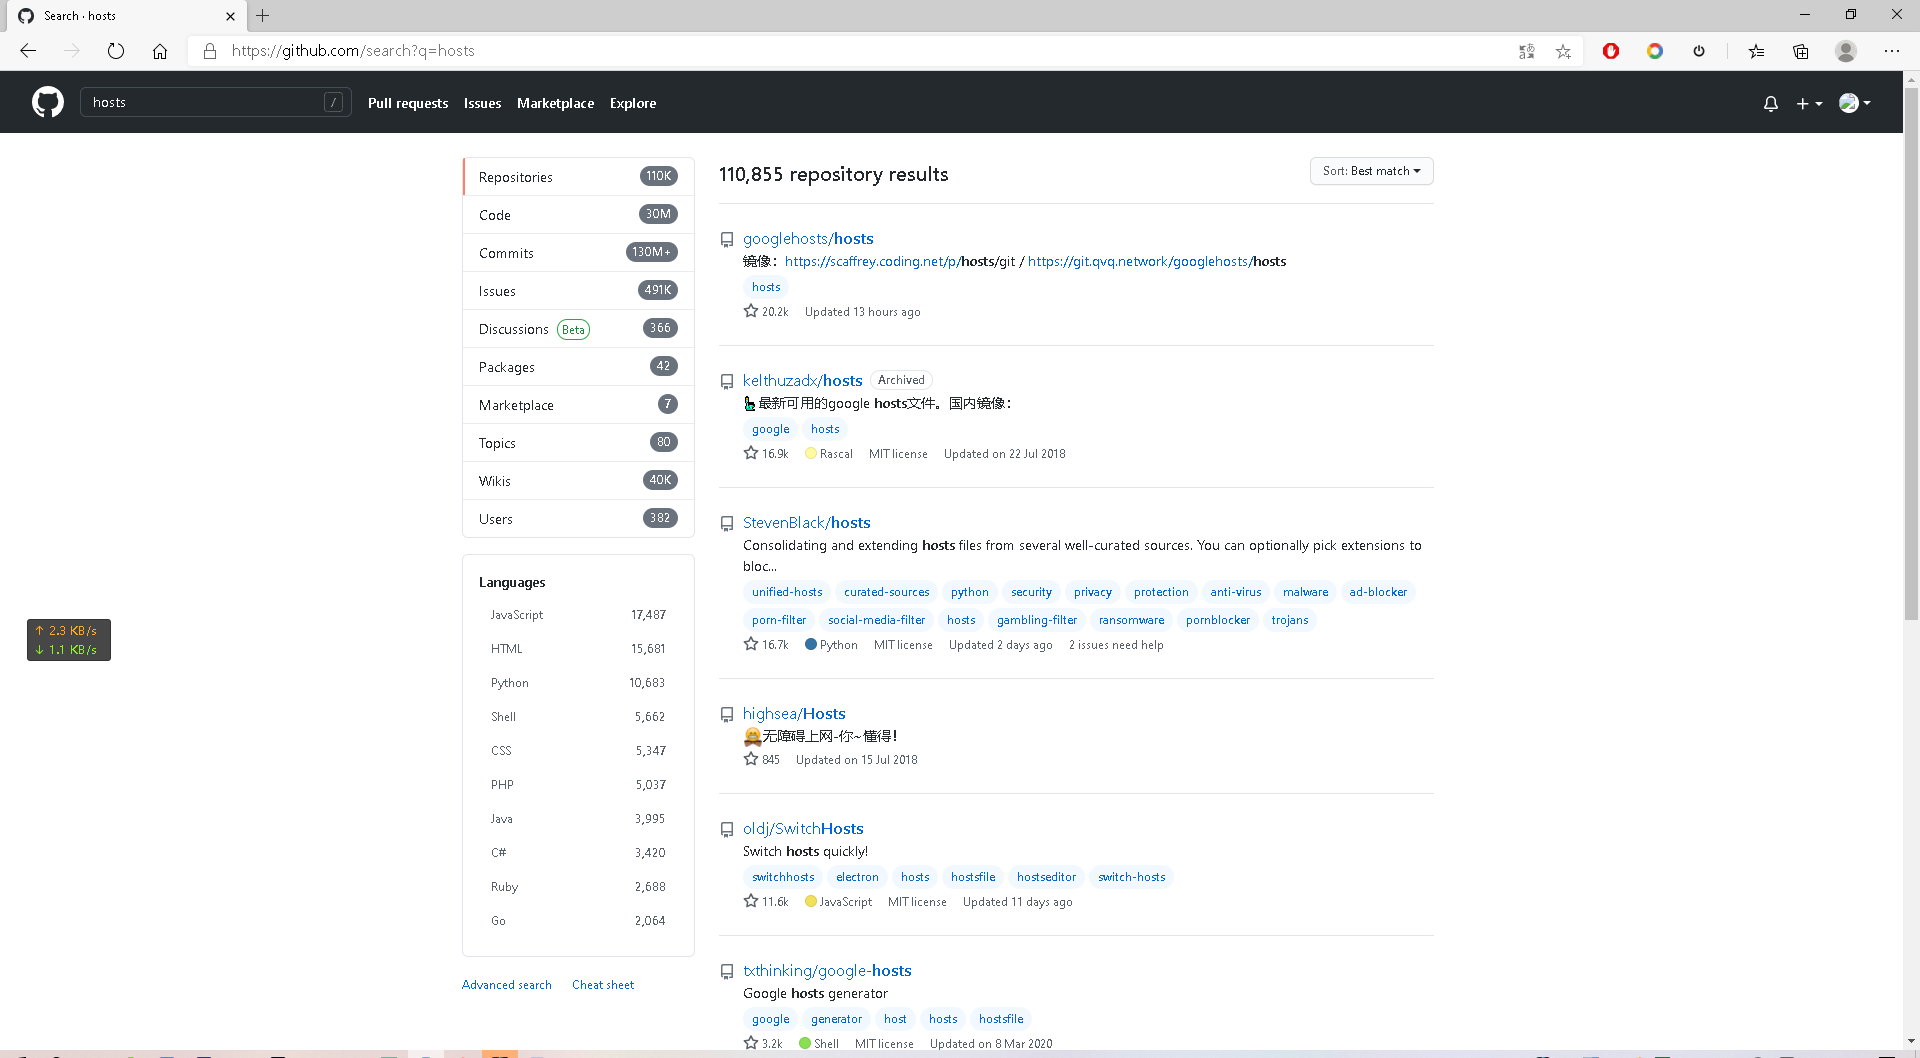 Search · hosts
https://github.com/search?q=hosts
hosts /
Pull requests Issues Marketplace Explore
Repositories 110K
Code 30M
Commits 130M+
Issues 491K
Discussions Beta 366
Packages 42
Marketplace 7
Topics 80
Wikis 40K
Users 382
Languages
JavaScript 17,487
HTML 15,681
Python 10,683
Shell 5,662
CSS 5,347
PHP 5,037
Java 3,995
C# 3,420
Ruby 2,688
Go 2,064
Advanced search Cheat sheet
↑ 2.3 KB/s
↓ 1.1 KB/s
110,855 repository results
Sort: Best match
googlehosts/hosts
镜像：https://scaffrey.coding.net/p/hosts/git / https://git.qvq.network/googlehosts/hosts
hosts
20.2k Updated 13 hours ago
kelthuzadx/hosts Archived
最新可用的google hosts文件。国内镜像：
google hosts
16.9k Rascal MIT license Updated on 22 Jul 2018
StevenBlack/hosts
Consolidating and extending hosts files from several well-curated sources. You can optionally pick extensions to
bloc...
unified-hosts curated-sources python security privacy protection anti-virus malware ad-blocker
porn-filter social-media-filter hosts gambling-filter ransomware pornblocker trojans
16.7k Python MIT license Updated 2 days ago 2 issues need help
highsea/Hosts
无障碍上网-你~懂得！
845 Updated on 15 Jul 2018
oldj/SwitchHosts
Switch hosts quickly!
switchhosts electron hosts hostsfile hostseditor switch-hosts
11.6k JavaScript MIT license Updated 11 days ago
txthinking/google-hosts
Google hosts generator
google generator host hosts hostsfile
3.2k Shell MIT license Updated on 8 Mar 2020